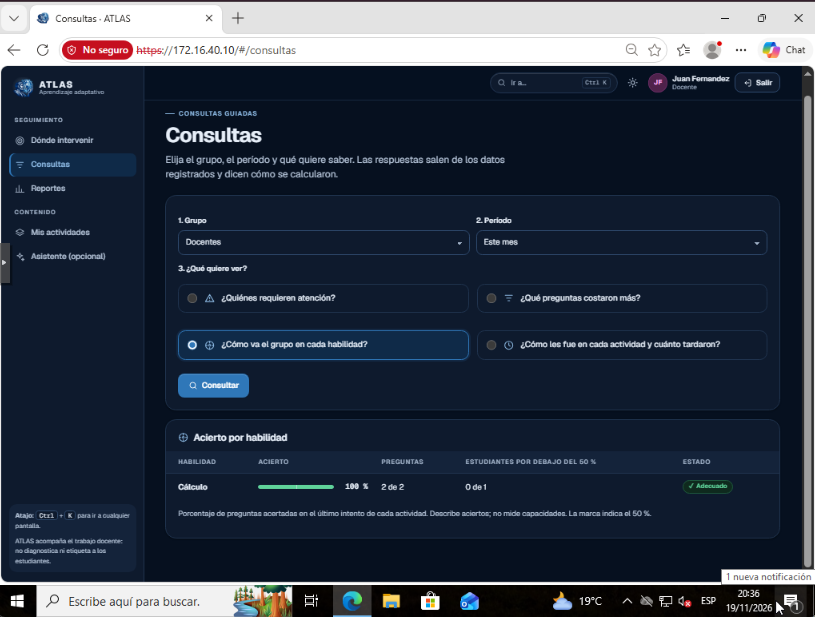 Consultas - ATLAS
No seguro
https://172.16.40.10/#/consultas
Chat
ATLAS
Aprendizaje adaptativo
Ir a...
Ctrl K
JF
Juan Fernandez
Docente
Salir
SEGUIMIENTO
Dónde intervenir
Consultas
Reportes
CONTENIDO
Mis actividades
Asistente (opcional)
CONSULTAS GUIADAS
Consultas
Elija el grupo, el período y qué quiere saber. Las respuestas salen de los datos
registrados y dicen cómo se calcularon.
1. Grupo
2. Período
Docentes
Este mes
3. ¿Qué quiere ver?
¿Quiénes requieren atención?
¿Qué preguntas costaron más?
¿Cómo va el grupo en cada habilidad?
¿Cómo les fue en cada actividad y cuánto tardaron?
Consultar
Acierto por habilidad
HABILIDAD ACIERTO PREGUNTAS ESTUDIANTES POR DEBAJO DEL 50 % ESTADO
Cálculo 100 % 2 de 2 0 de 1 ✓ Adecuado
Porcentaje de preguntas acertadas en el último intento de cada actividad. Describe aciertos; no mide capacidades. La marca indica el 50 %.
Atajo: Ctrl + K para ir a cualquier
pantalla.
ATLAS acompaña el trabajo docente:
no diagnostica ni etiqueta a los
estudiantes.
1 nueva notificación
Escribe aquí para buscar.
19°C
ESP
20:36
19/11/2026
1